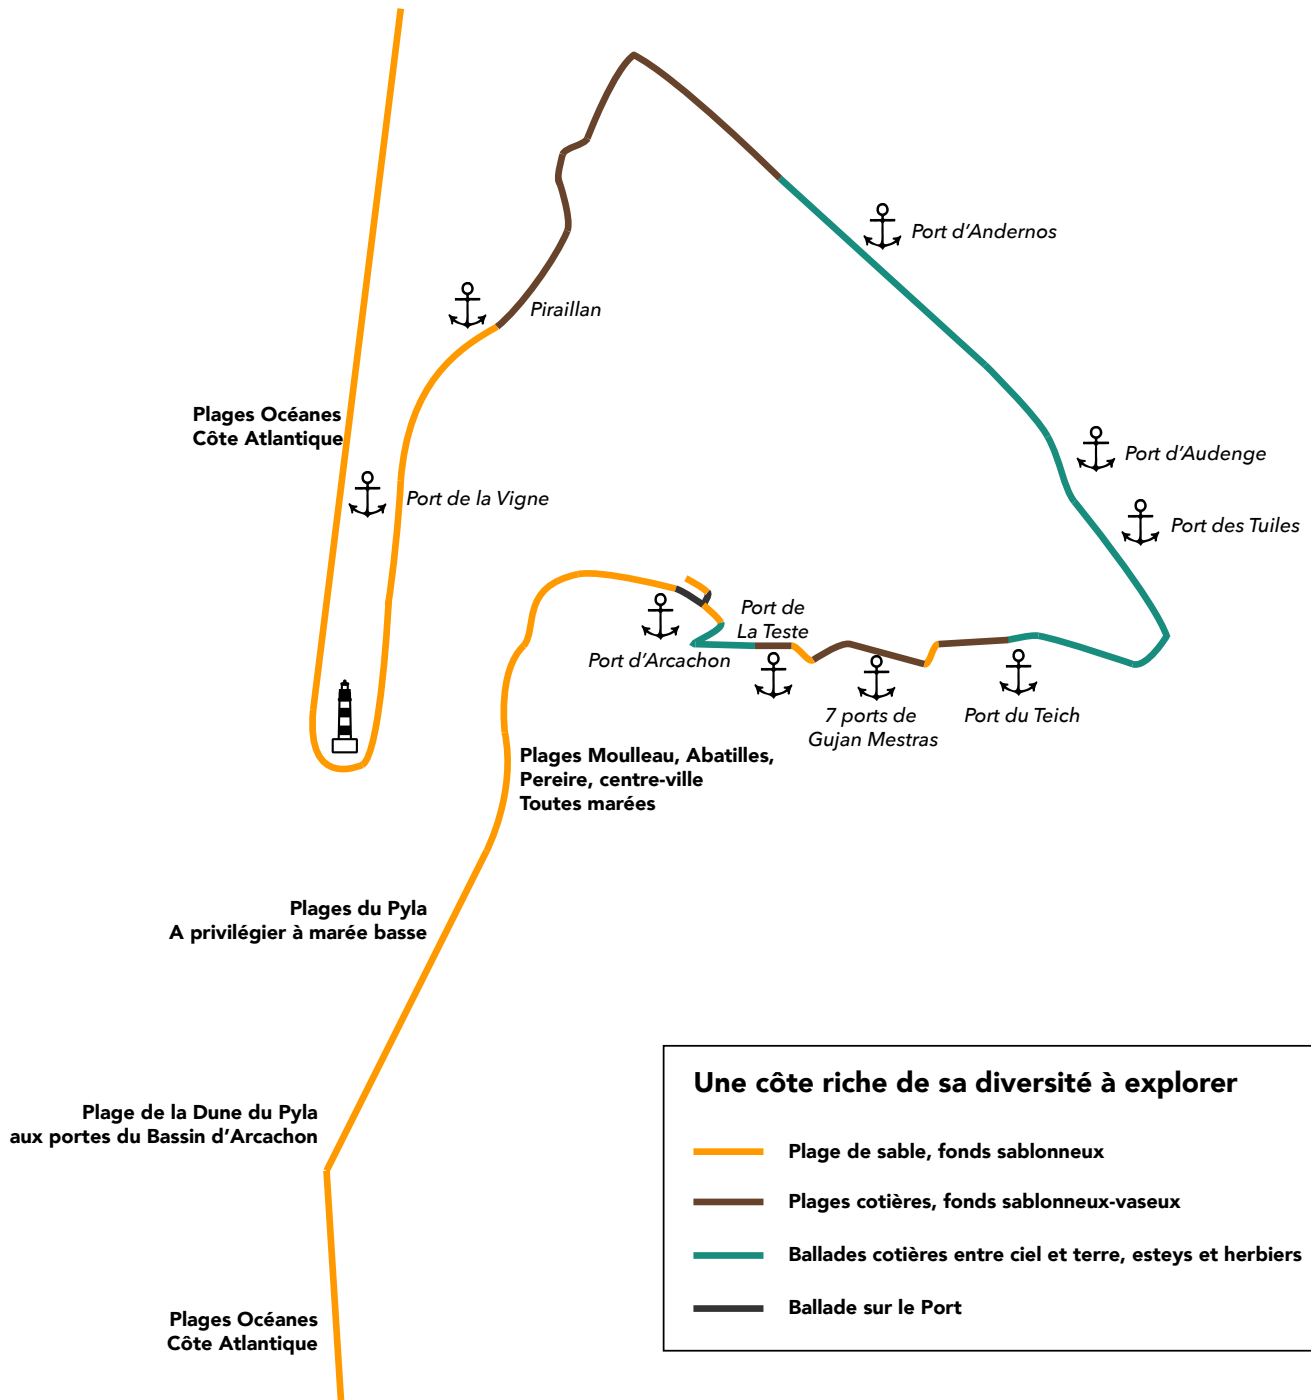 Port d'Andernos
Piraillan
Plages Océanes
Côte Atlantique
Port d'Audenge
Port de la Vigne
Port des Tuiles
Port de
La Teste
Port d'Arcachon
7 ports de
Gujan Mestras
Port du Teich
Plages Moulleau, Abatilles,
Pereire, centre-ville
Toutes marées
Plages du Pyla
A privilégier à marée basse
Plage de la Dune du Pyla
aux portes du Bassin d'Arcachon
Plages Océanes
Côte Atlantique
Une côte riche de sa diversité à explorer
Plage de sable, fonds sablonneux
Plages cotières, fonds sablonneux-vaseux
Ballades cotières entre ciel et terre, esteys et herbiers
Ballade sur le Port